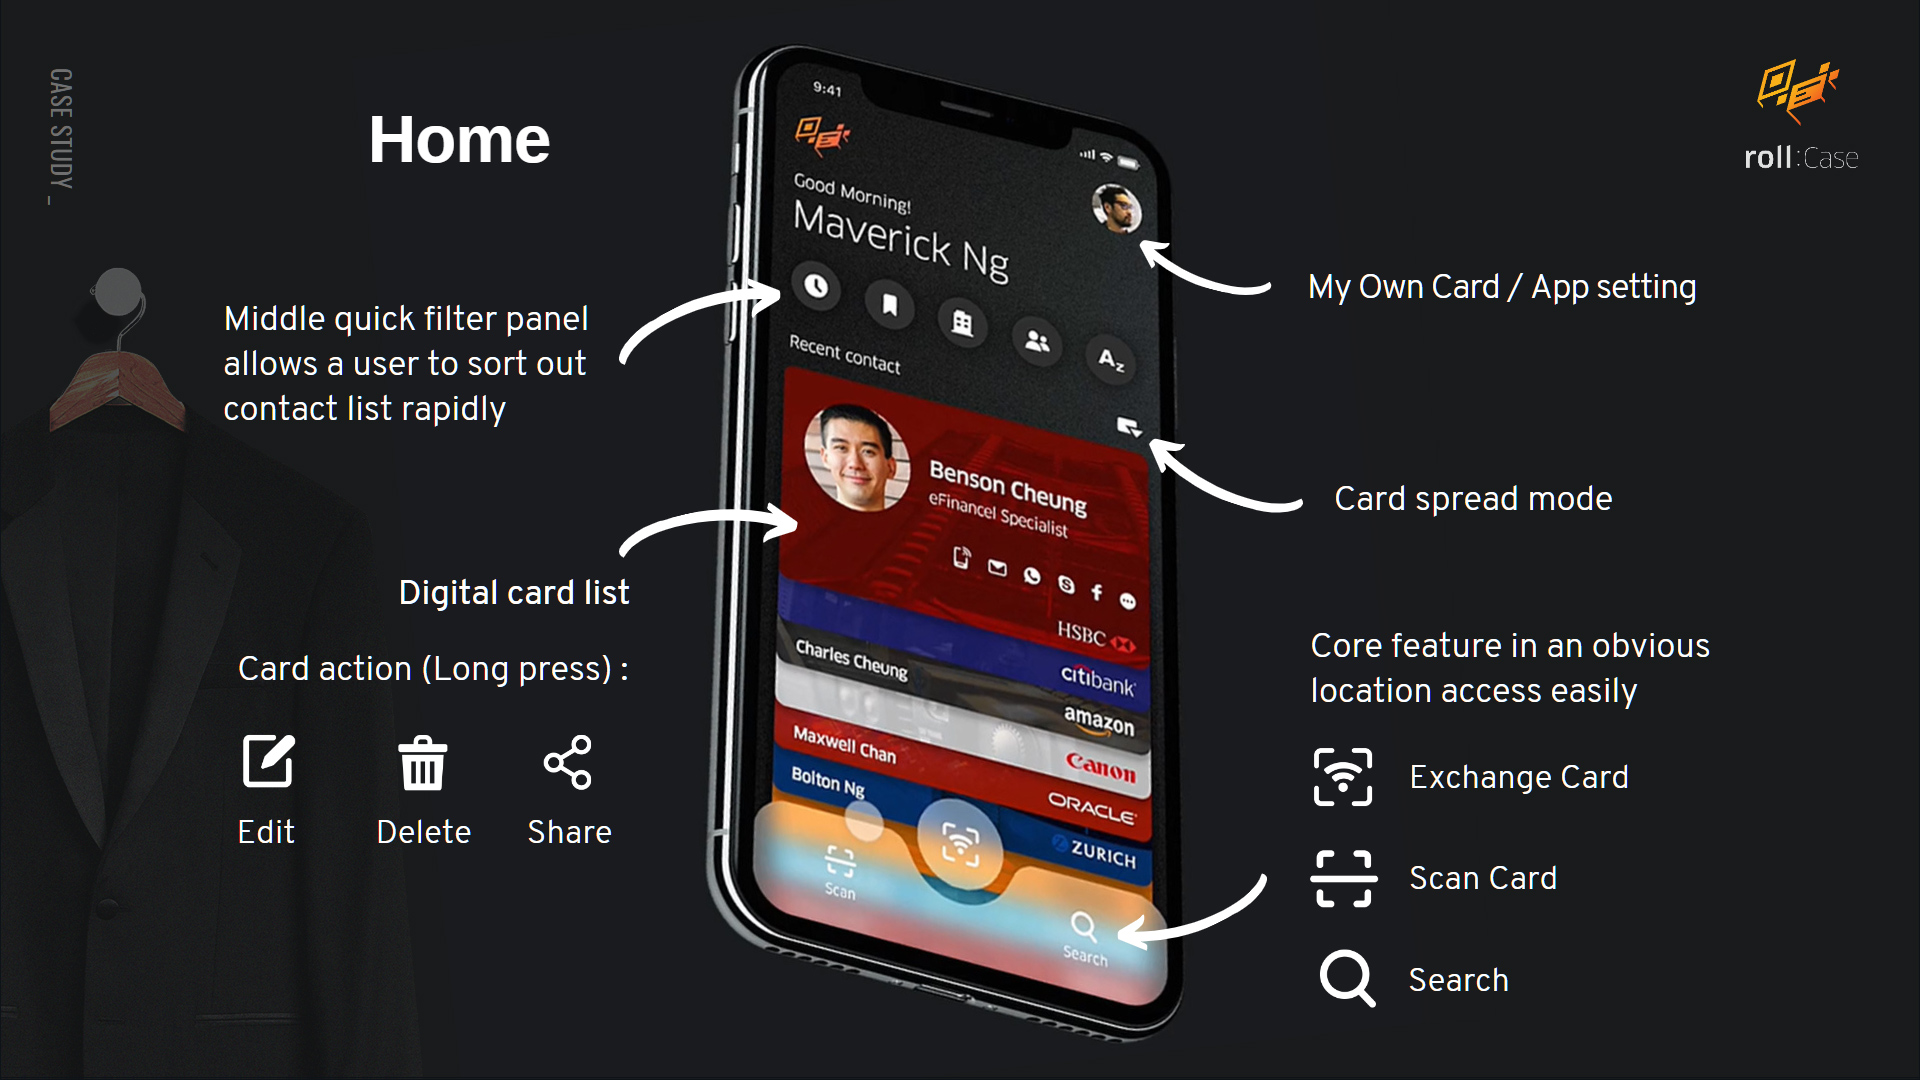 CASE STUDY _
Home
roll:Case
Middle quick filter panel
allows a user to sort out
contact list rapidly
Digital card list
Card action (Long press) :
Edit
Delete
Share
9:41
Good Morning!
Maverick Ng
Az
Recent contact
Benson Cheung
eFinancel Specialist
HSBC
citibank
Charles Cheung
amazon
Canon
Maxwell Chan
ORACLE
Bolton Ng
ZURICH
Scan
Search
My Own Card / App setting
Card spread mode
Core feature in an obvious
location access easily
Exchange Card
Scan Card
Search